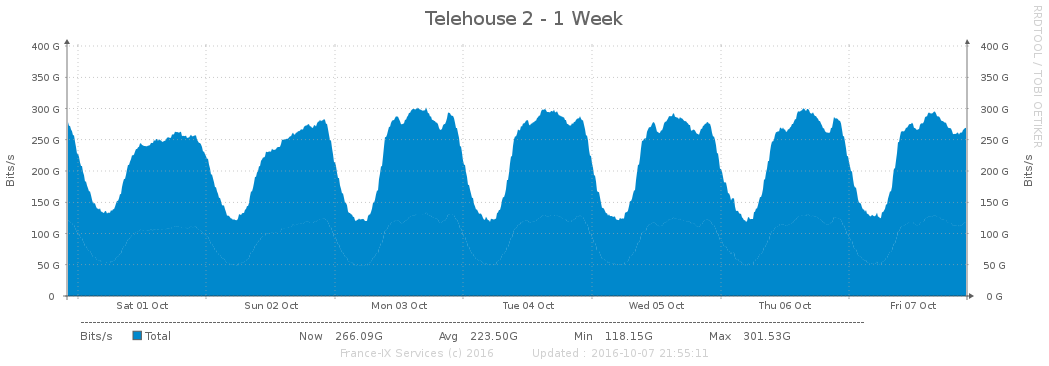 Telehouse 2 - 1 Week
RRDTOOL / TOBI OETIKER
Bits/s
400 G
350 G
300 G
250 G
200 G
150 G
100 G
50 G
0
400 G
350 G
300 G
250 G
200 G
150 G
100 G
50 G
0 G
Bits/s
Sat 01 Oct Sun 02 Oct Mon 03 Oct Tue 04 Oct Wed 05 Oct Thu 06 Oct Fri 07 Oct
Bits/s Total Now 266.09G Avg 223.50G Min 118.15G Max 301.53G
France-IX Services (c) 2016 Updated : 2016-10-07 21:55:11